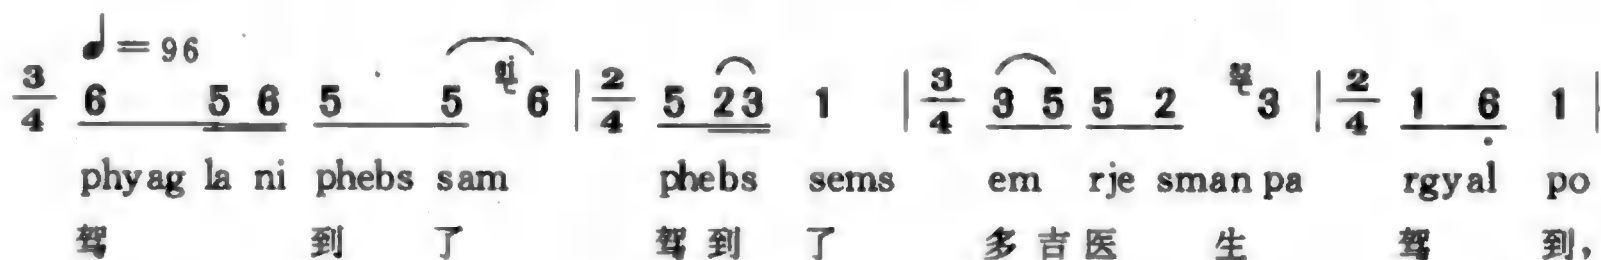 ♩=96
3/4 6 5 6 5 5 6 | 2/4 5 2 3 1 | 3/4 3 5 5 2 3 | 2/4 1 6̣ 1 |
phyag la ni phebs sam phebs sems em rje sman pa rgyal po
驾 到 了 驾 到 了 多 吉 医 生 驾 到,